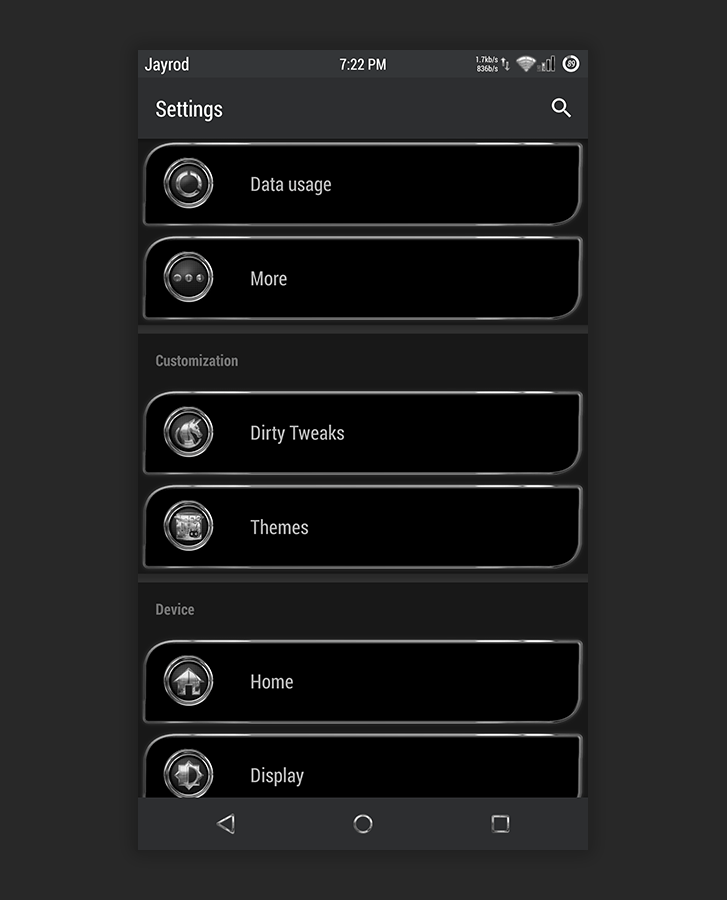 Jayrod 7:22 PM 1.7kb/s 89
836b/s
Settings
Data usage
More
Customization
Dirty Tweaks
Themes
Device
Home
Display